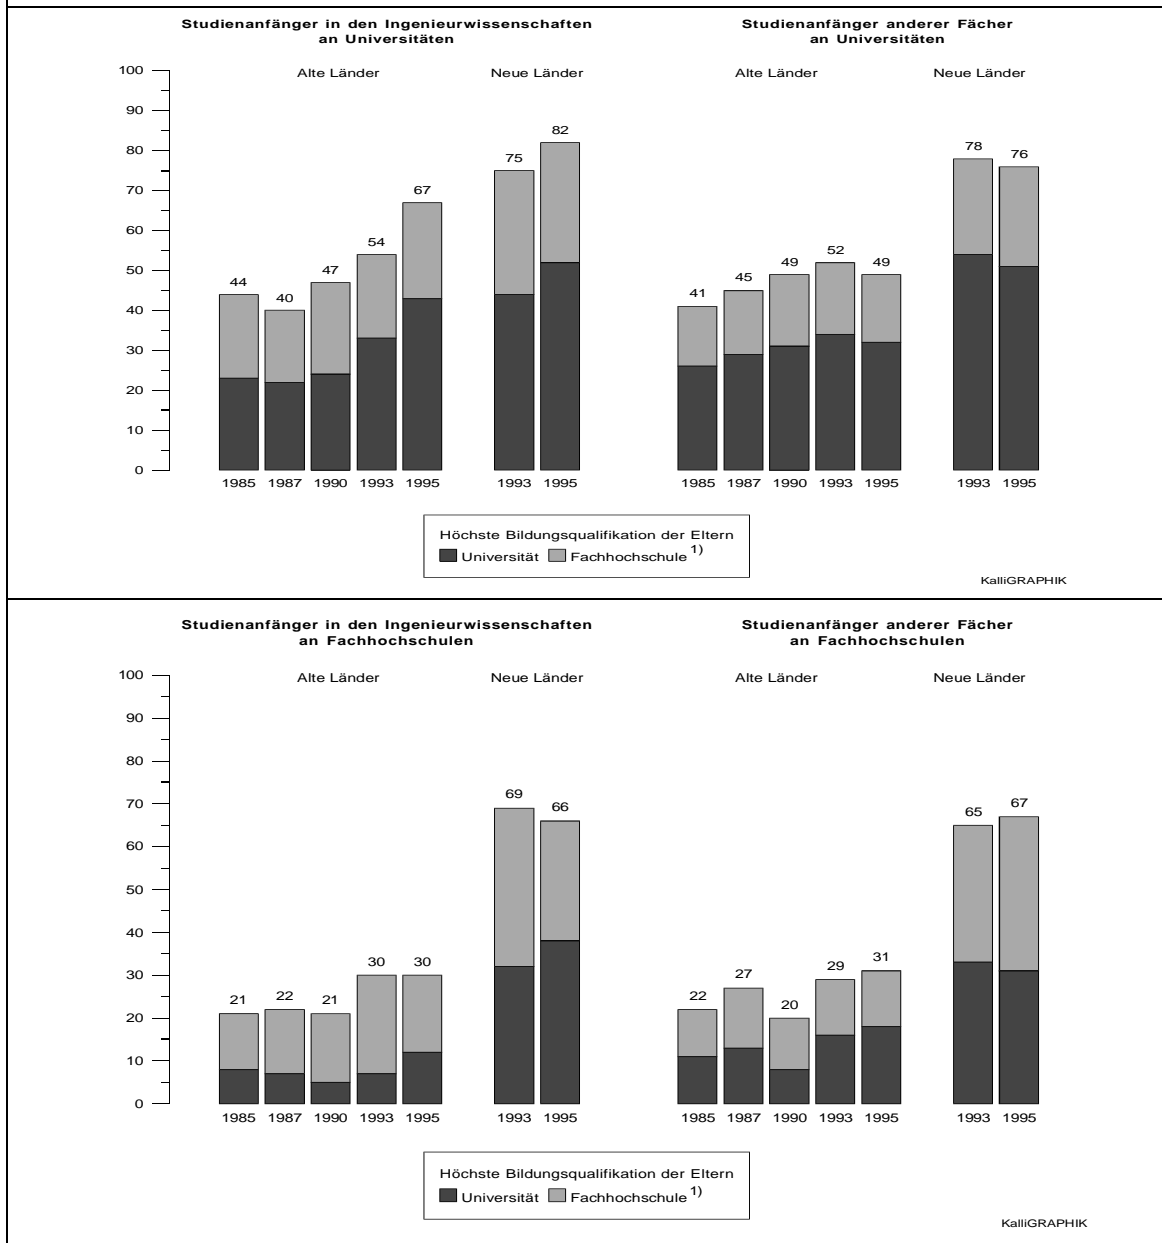 Studienanfänger in den Ingenieurwissenschaften
an Universitäten
Studienanfänger anderer Fächer
an Universitäten
Alte Länder
Neue Länder
Alte Länder
Neue Länder
100
90
80
70
60
50
40
30
20
10
0
44
40
47
54
67
75
82
41
45
49
52
49
78
76
1985 1987 1990 1993 1995 1993 1995 1985 1987 1990 1993 1995 1993 1995
Höchste Bildungsqualifikation der Eltern
Universität Fachhochschule 1)
KalliGRAPHIK
Studienanfänger in den Ingenieurwissenschaften
an Fachhochschulen
Studienanfänger anderer Fächer
an Fachhochschulen
Alte Länder
Neue Länder
Alte Länder
Neue Länder
100
90
80
70
60
50
40
30
20
10
0
21
22
21
30
30
69
66
22
27
20
29
31
65
67
1985 1987 1990 1993 1995 1993 1995 1985 1987 1990 1993 1995 1993 1995
Höchste Bildungsqualifikation der Eltern
Universität Fachhochschule 1)
KalliGRAPHIK